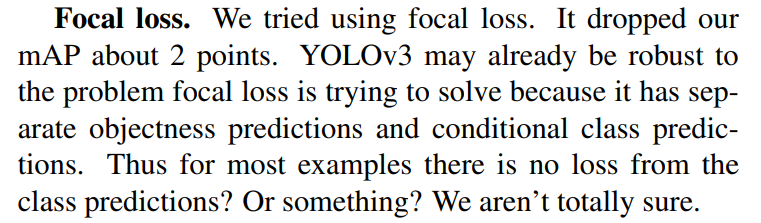 Focal loss. We tried using focal loss. It dropped our
mAP about 2 points. YOLOv3 may already be robust to
the problem focal loss is trying to solve because it has sep-
arate objectness predictions and conditional class predic-
tions. Thus for most examples there is no loss from the
class predictions? Or something? We aren't totally sure.